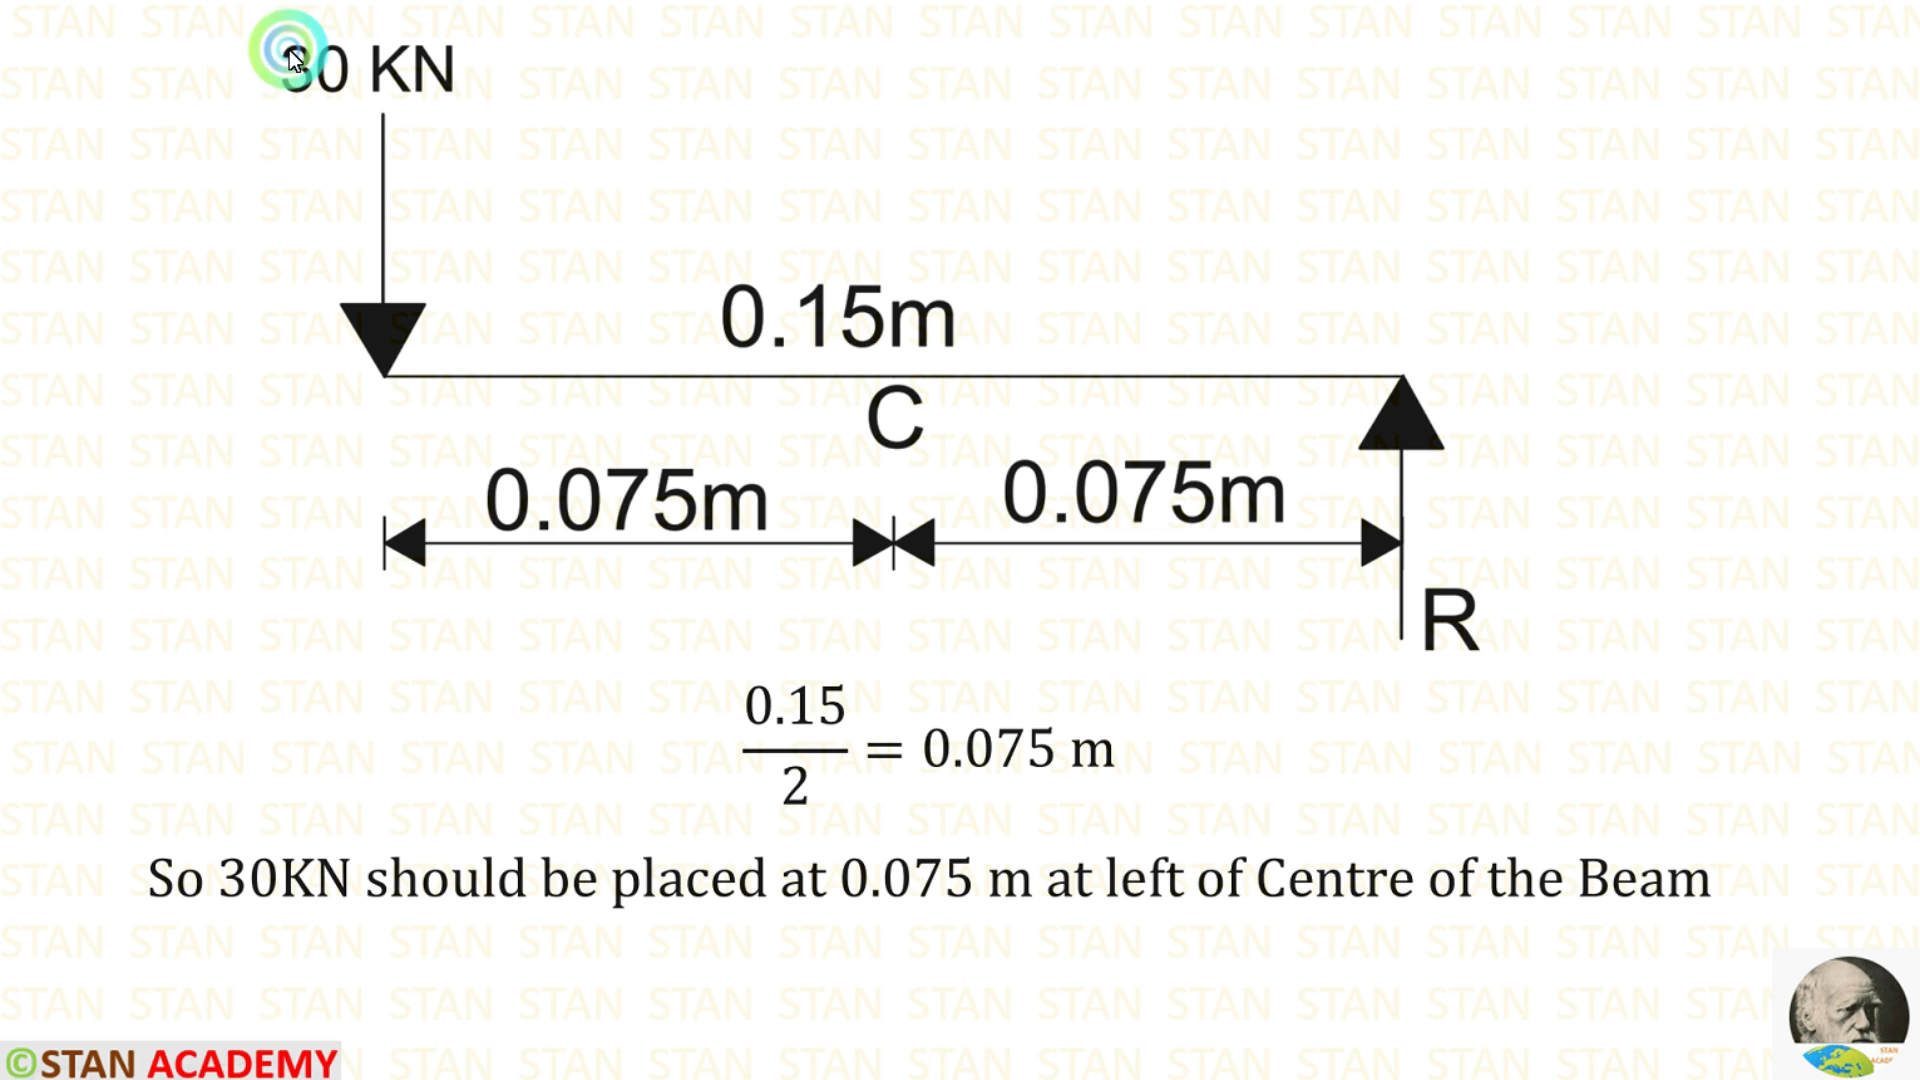 30 KN
0.15m
C
0.075m 0.075m
R
0.15
2
= 0.075 m
So 30KN should be placed at 0.075 m at left of Centre of the Beam
©STAN ACADEMY
STAN